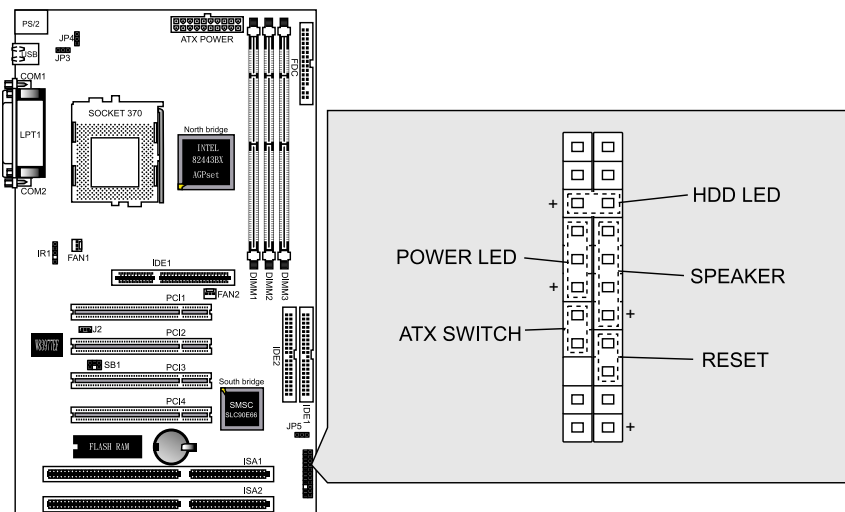 PS/2
JP4
ATX POWER
USB
JP3
FDC
COM1
SOCKET 370
LPT1
North bridge
INTEL
82443BX
AGPset
COM2
IR1
FAN1
IDE1
DIMM1
DIMM2
DIMM3
FAN2
PCI1
J2
PCI2
W83977EF
IDE2
SB1
PCI3
South bridge
PCI4
SMSC
SLC90E66
IDE1
JP5
FLASH RAM
ISA1
ISA2
+
HDD LED
POWER LED
SPEAKER
+
+
ATX SWITCH
RESET
+